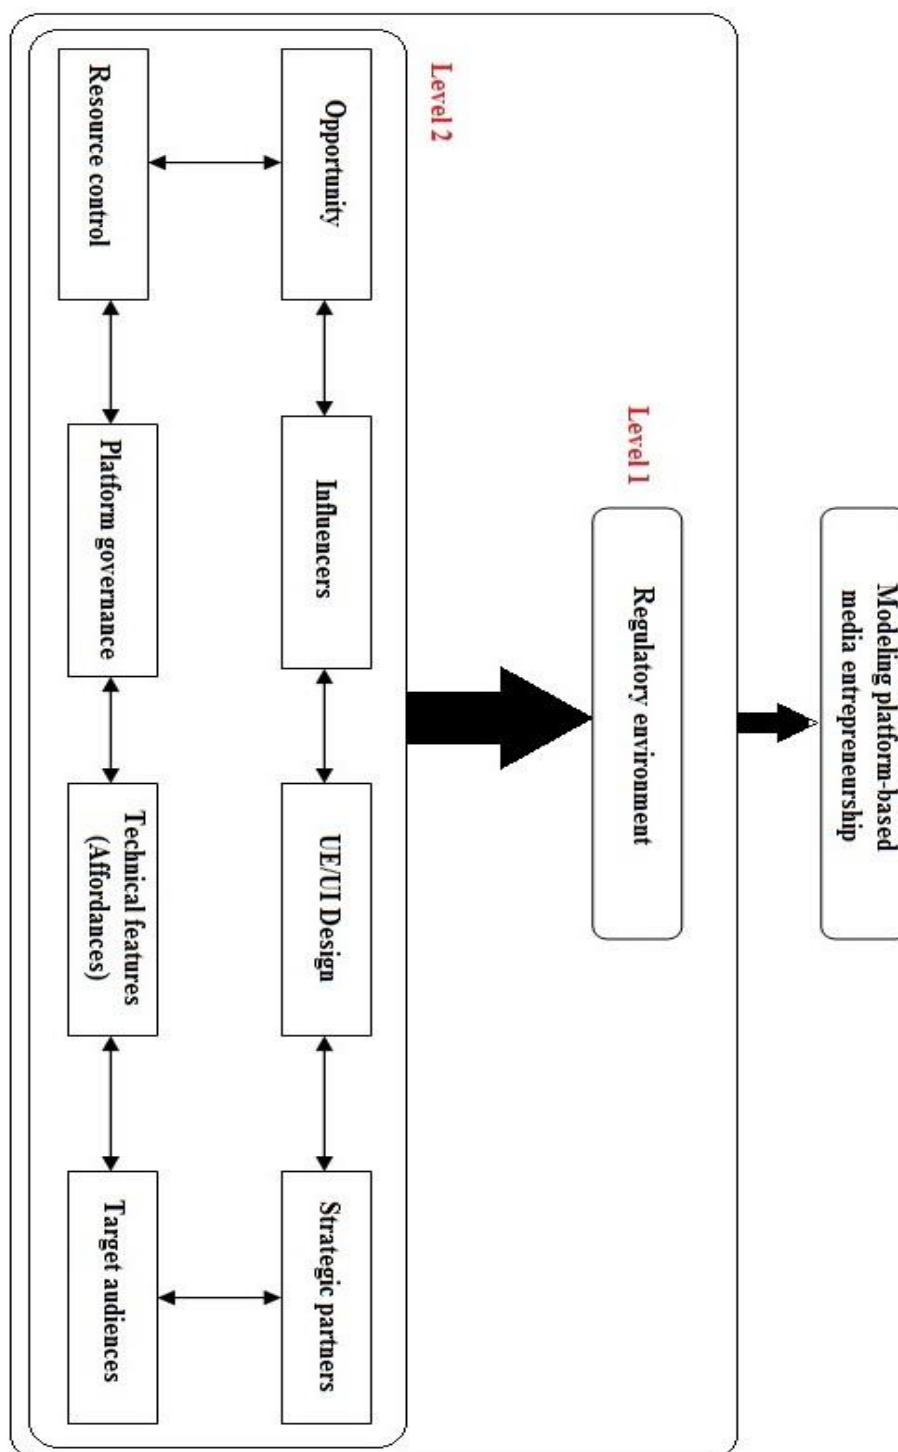 Modeling platform-based
media entrepreneurship
Level 1
Regulatory environment
Level 2
Opportunity
Influencers
UE/UI Design
Strategic partners
Resource control
Platform governance
Technical features
(Affordances)
Target audiences